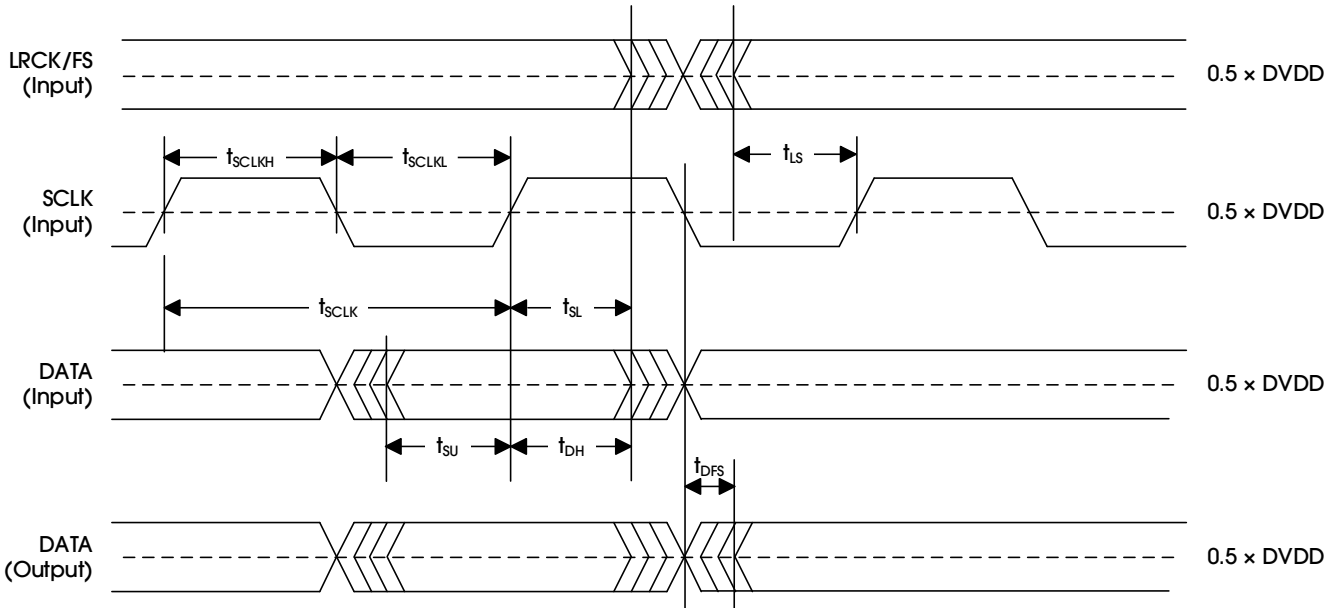 LRCK/FS
(Input)
0.5 × DVDD
tSCLKH
tSCLKL
tLS
SCLK
(Input)
0.5 × DVDD
tSCLK
tSL
DATA
(Input)
0.5 × DVDD
tSU
tDH
tDFS
DATA
(Output)
0.5 × DVDD